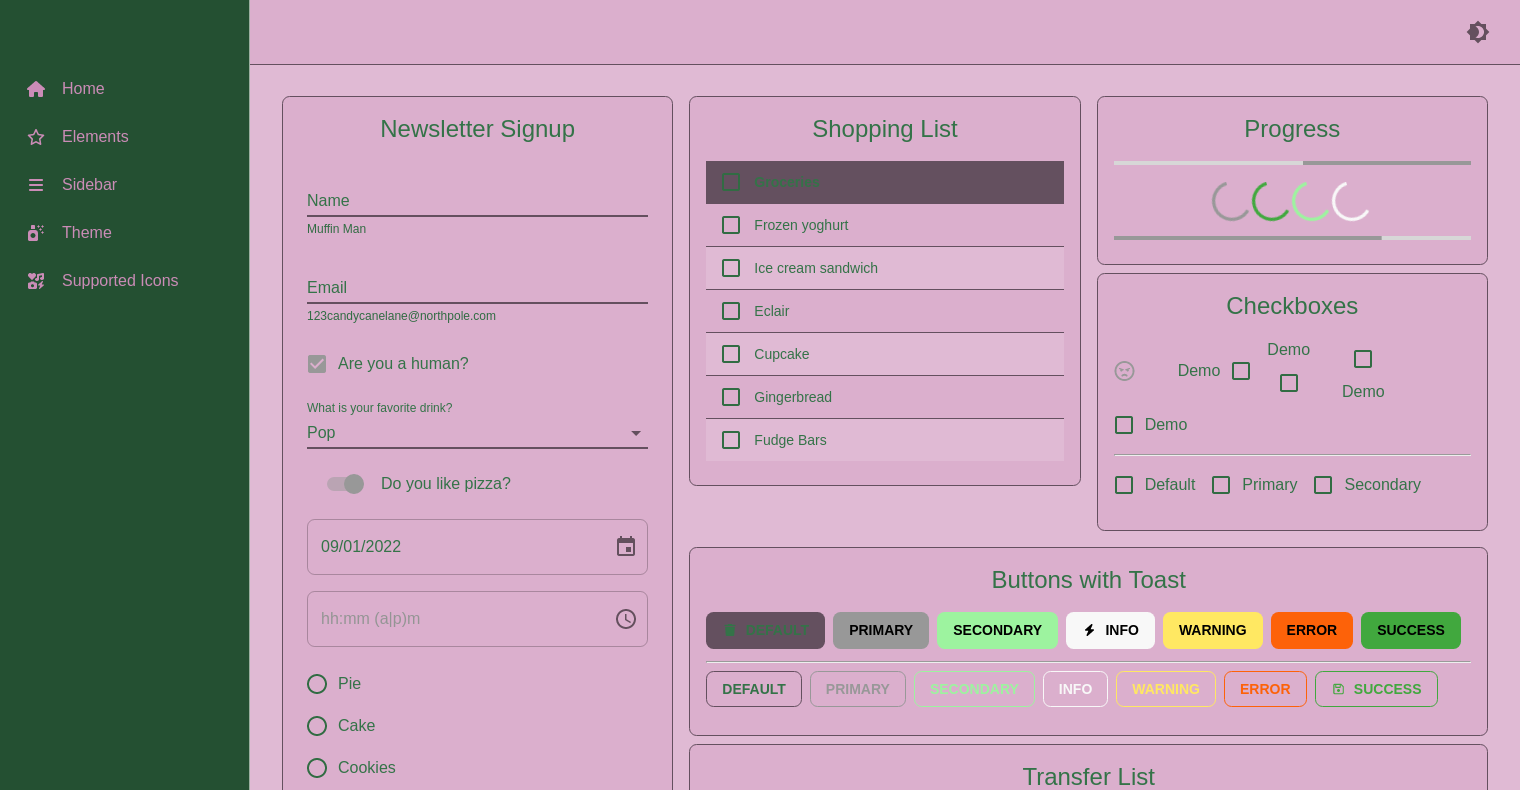 Home
Elements
Sidebar
Theme
Supported Icons
Newsletter Signup
Name
Muffin Man
Email
123candycanelane@northpole.com
Are you a human?
What is your favorite drink?
Pop
Do you like pizza?
09/01/2022
hh:mm (a|p)m
Pie
Cake
Cookies
Shopping List
Groceries
Frozen yoghurt
Ice cream sandwich
Eclair
Cupcake
Gingerbread
Fudge Bars
Progress
Checkboxes
Demo
Demo
Demo
Demo
Default Primary Secondary
Buttons with Toast
DEFAULT PRIMARY SECONDARY INFO WARNING ERROR SUCCESS
DEFAULT PRIMARY SECONDARY INFO WARNING ERROR SUCCESS
Transfer List